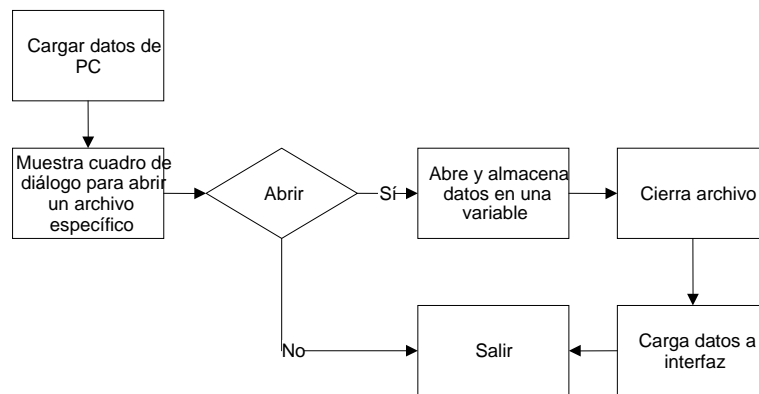 Cargar datos de
PC
Muestra cuadro de
diálogo para abrir
un archivo
específico
Abrir
Sí
Abre y almacena
datos en una
variable
Cierra archivo
No
Salir
Carga datos a
interfaz